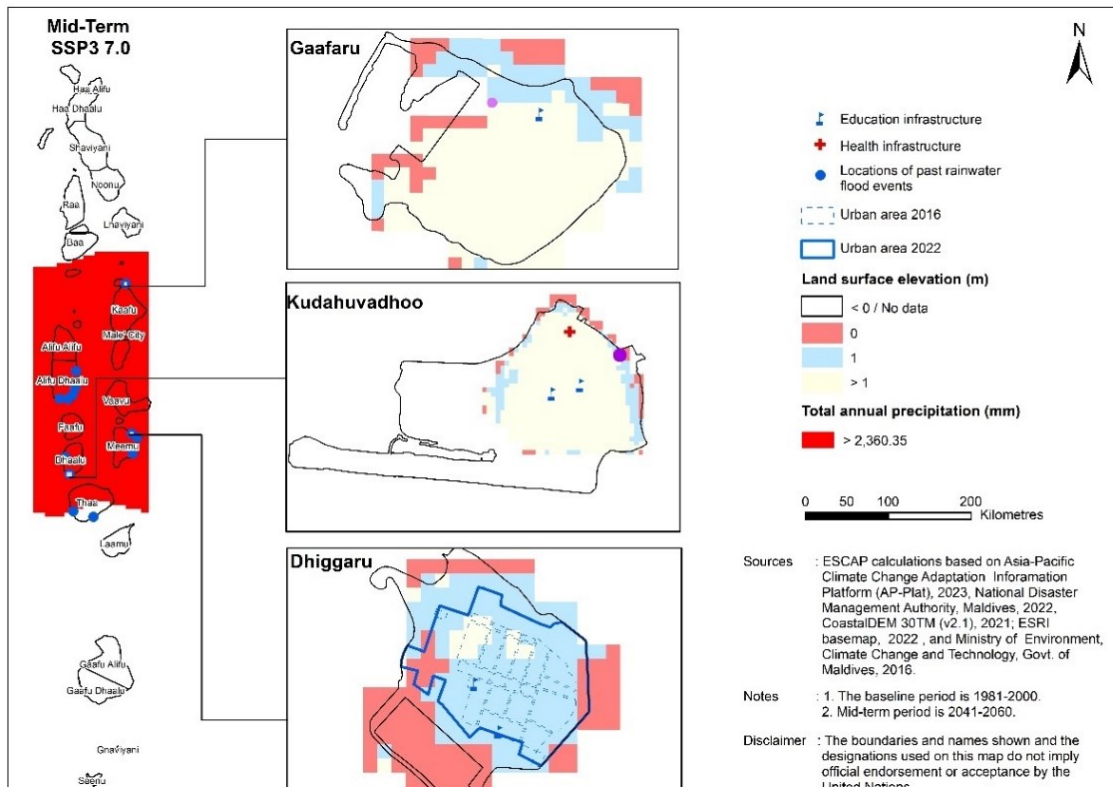 Mid-Term
SSP3 7.0
Haa Alifu
Haa Dhaalu
Shaviyani
Noonu
Raa
Lhaviyani
Baa
Kaafu
Male' City
Alifu Alifu
Alifu Dhaalu
Vaavu
Faafu
Meemu
Dhaalu
Thaa
Laamu
Gaafu Alifu
Gaafu Dhaalu
Gnaviyani
Seenu
Gaafaru
Kudahuvadhoo
Dhiggaru
N
Education infrastructure
Health infrastructure
Locations of past rainwater
flood events
Urban area 2016
Urban area 2022
Land surface elevation (m)
< 0 / No data
0
1
> 1
Total annual precipitation (mm)
> 2,360.35
0 50 100 200
Kilometres
Sources : ESCAP calculations based on Asia-Pacific
Climate Change Adaptation Inforamation
Platform (AP-Plat), 2023, National Disaster
Management Authority, Maldives, 2022,
CoastalDEM 30TM (v2.1), 2021; ESRI
basemap, 2022 , and Ministry of Environment,
Climate Change and Technology, Govt. of
Maldives, 2016.
Notes : 1. The baseline period is 1981-2000.
2. Mid-term period is 2041-2060.
Disclaimer : The boundaries and names shown and the
designations used on this map do not imply
official endorsement or acceptance by the
United Nations